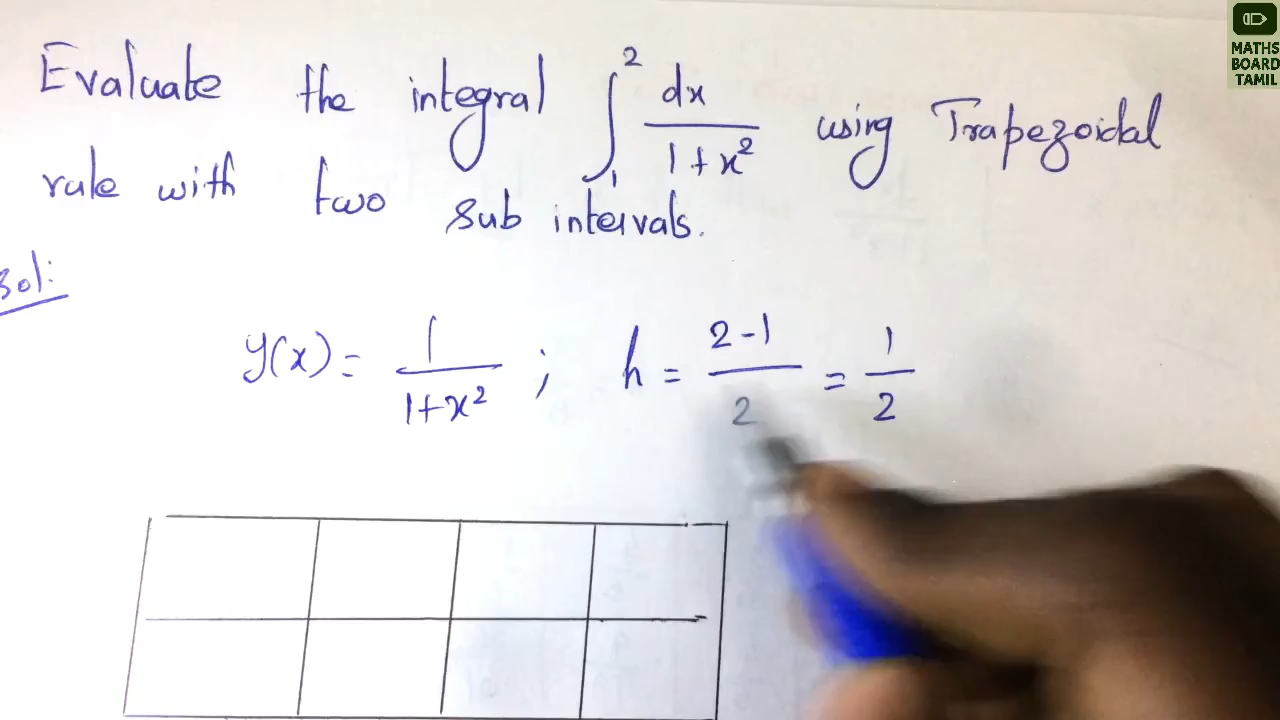 Evaluate the integral ∫₁² dx/(1+x²) using Trapezoidal
rule with two sub intervals.
Sol:
y(x) = 1/(1+x²) ; h = (2-1)/2 = 1/2
MATHS
BOARD
TAMIL